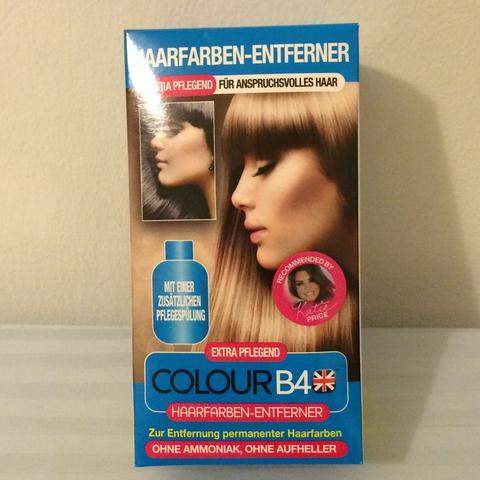 HAARFARBEN-ENTFERNER
EXTRA PFLEGEND FÜR ANSPRUCHSVOLLES HAAR
MIT EINER
ZUSÄTZLICHEN
PFLEGESPÜLUNG
RECOMMENDED BY
Katie
PRICE
EXTRA PFLEGEND
COLOUR B4
HAARFARBEN-ENTFERNER
Zur Entfernung permanenter Haarfarben
OHNE AMMONIAK, OHNE AUFHELLER